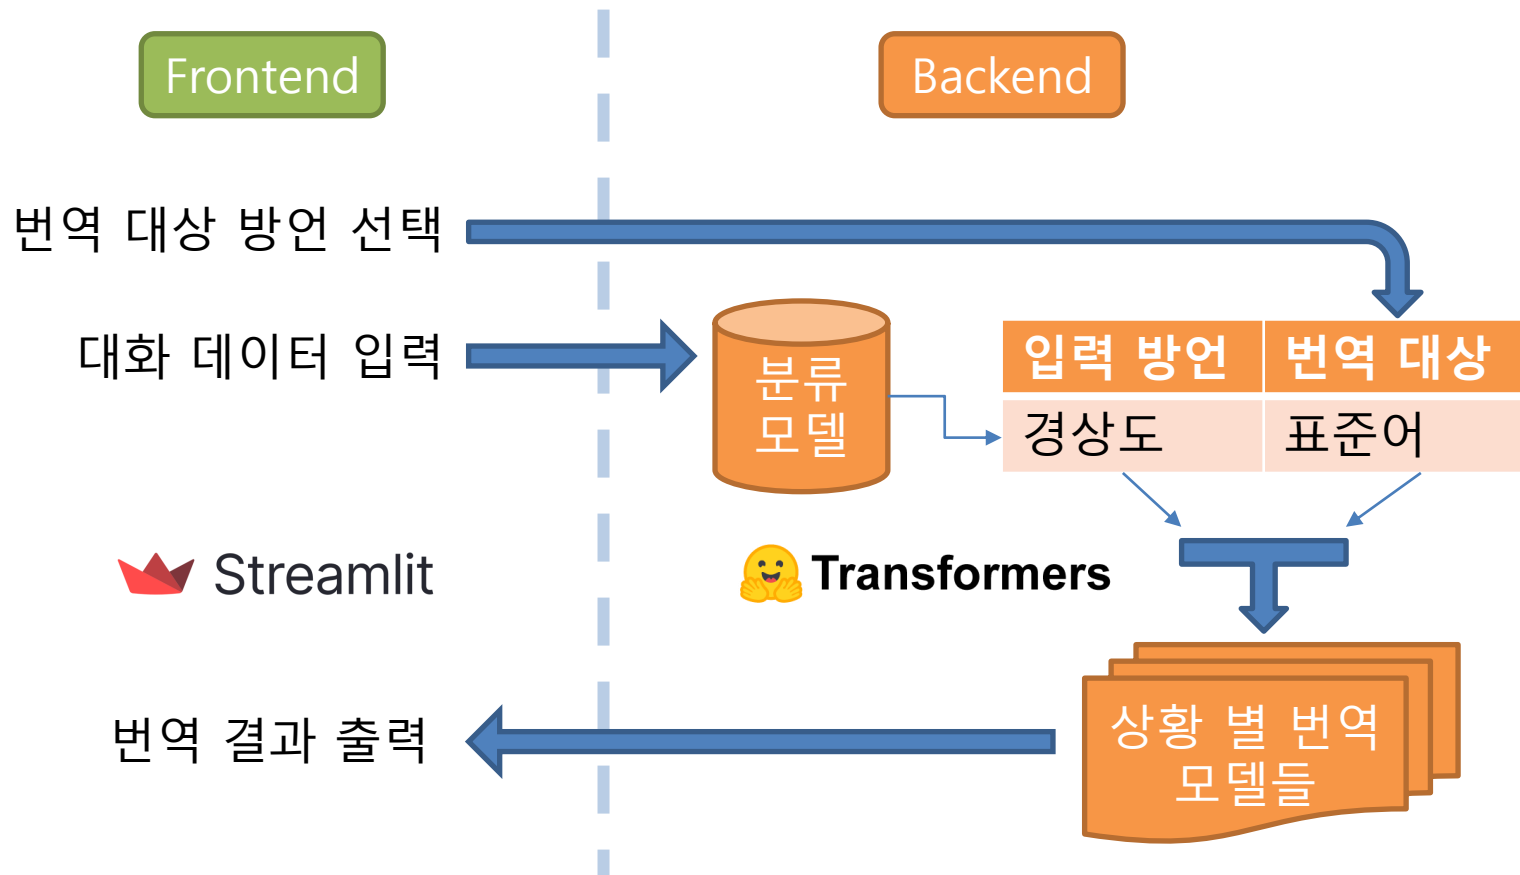 Frontend
Backend
번역 대상 방언 선택
대화 데이터 입력
분류
모델
입력 방언
번역 대상
경상도
표준어
Streamlit
Transformers
번역 결과 출력
상황 별 번역
모델들